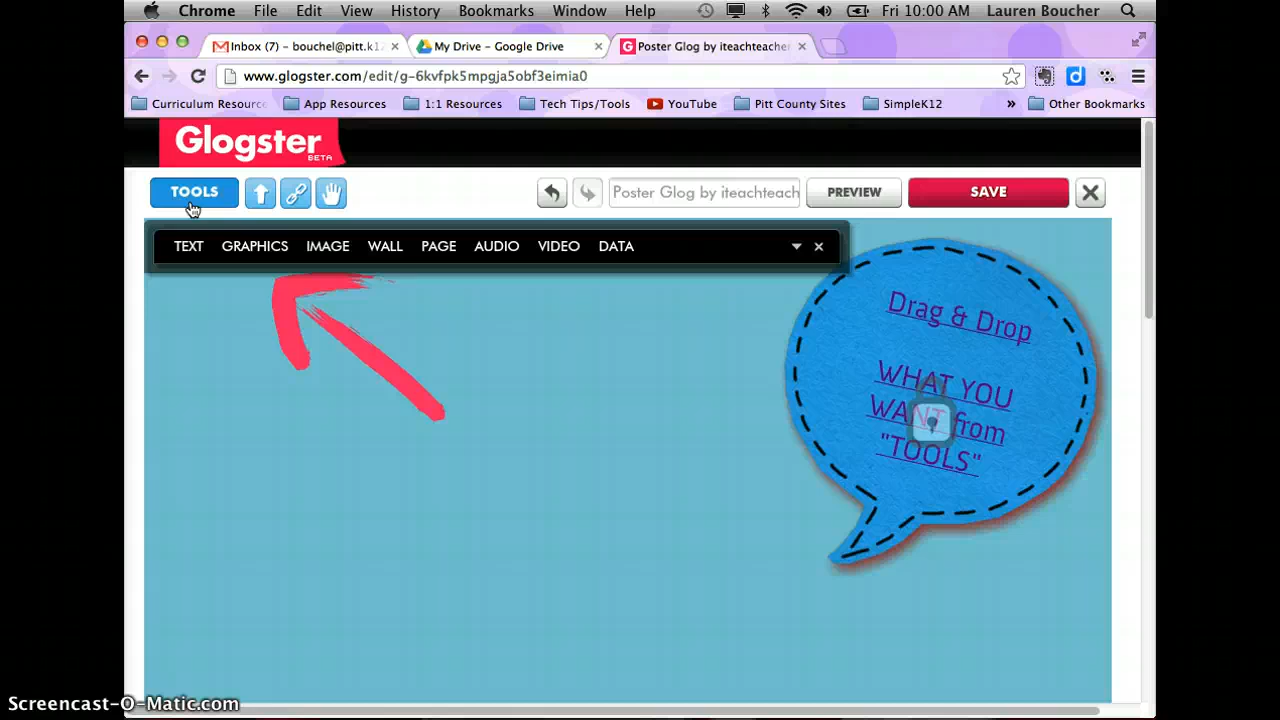 Chrome File Edit View History Bookmarks Window Help Fri 10:00 AM Lauren Boucher
Inbox (7) – bouchel@pitt.k12 My Drive – Google Drive Poster Glog by iteachteacher
www.glogster.com/edit/g-6kvfpk5mpgja5obf3eimia0
Curriculum Resource App Resources 1:1 Resources Tech Tips/Tools YouTube Pitt County Sites SimpleK12 » Other Bookmarks
Glogster
BETA
TOOLS Poster Glog by iteachteach PREVIEW SAVE
TEXT GRAPHICS IMAGE WALL PAGE AUDIO VIDEO DATA
Drag & Drop
WHAT YOU
WANT from
"TOOLS"
Screencast-O-Matic.com